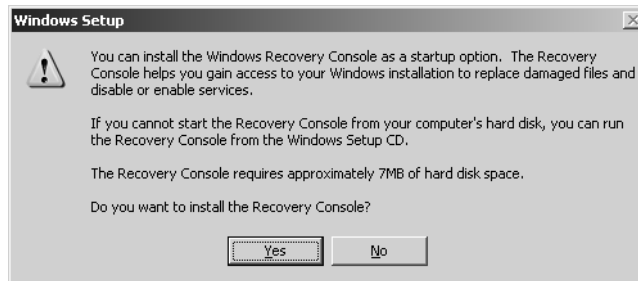 Windows Setup
You can install the Windows Recovery Console as a startup option. The Recovery
Console helps you gain access to your Windows installation to replace damaged files and
disable or enable services.
If you cannot start the Recovery Console from your computer's hard disk, you can run
the Recovery Console from the Windows Setup CD.
The Recovery Console requires approximately 7MB of hard disk space.
Do you want to install the Recovery Console?
Yes No